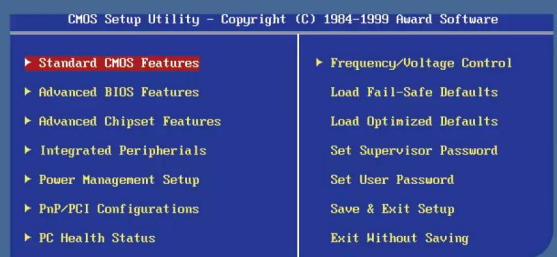 CMOS Setup Utility - Copyright (C) 1984-1999 Award Software
Standard CMOS Features
Advanced BIOS Features
Advanced Chipset Features
Integrated Peripherials
Power Management Setup
PnP/PCI Configurations
PC Health Status
Frequency/Voltage Control
Load Fail-Safe Defaults
Load Optimized Defaults
Set Supervisor Password
Set User Password
Save & Exit Setup
Exit Without Saving